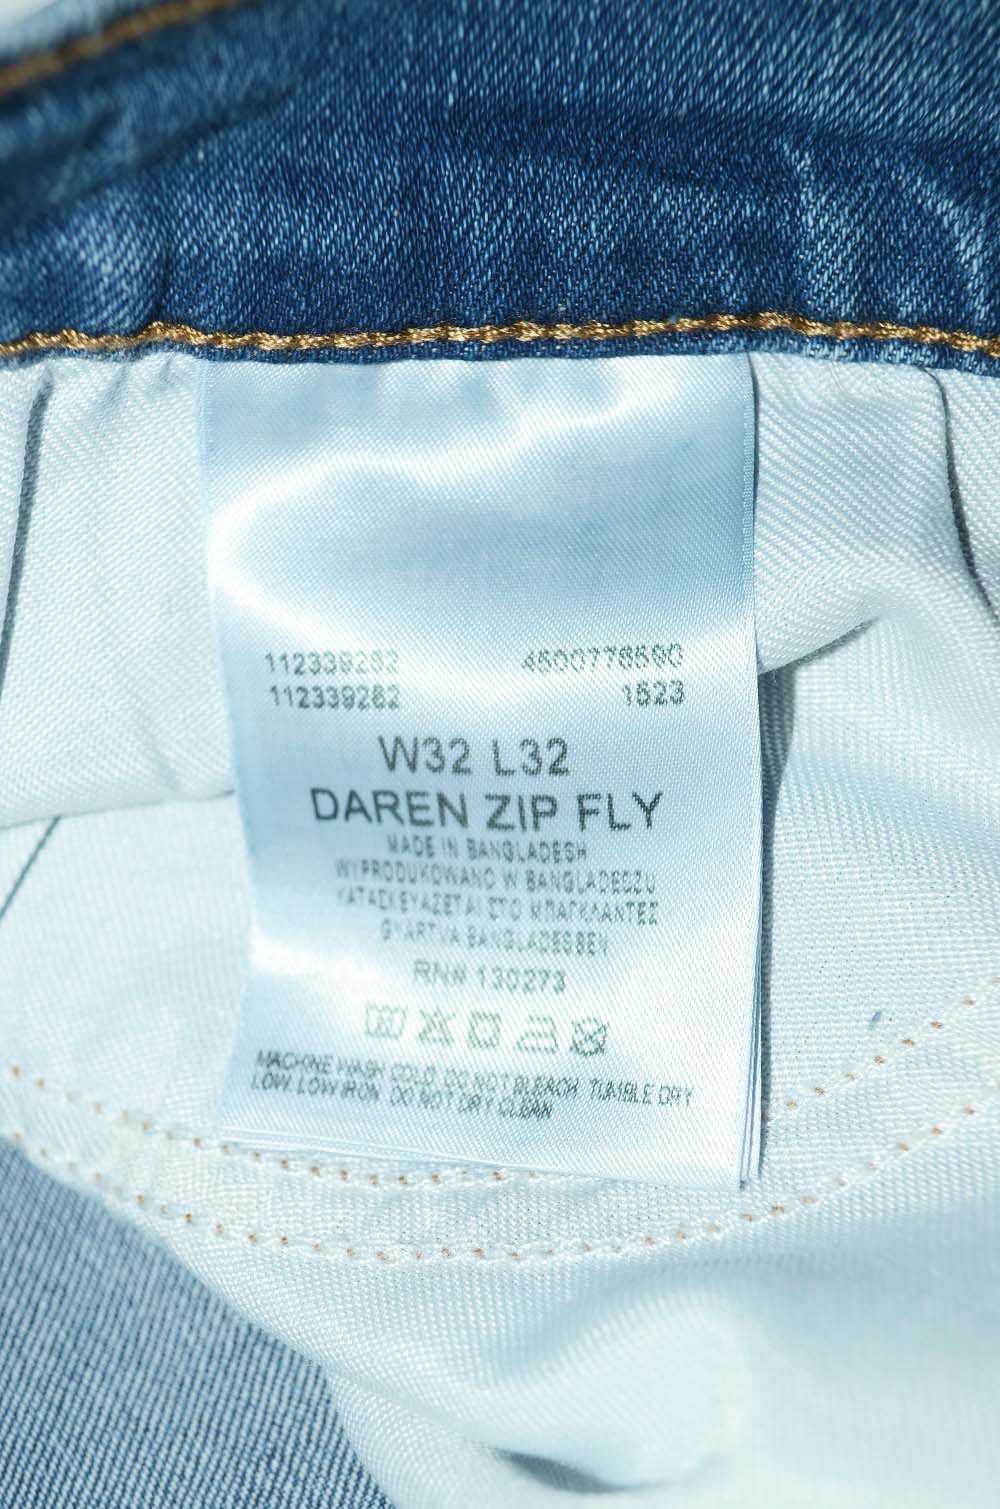 112339282 4500776590
112339282 1523
W32 L32
DAREN ZIP FLY
MADE IN BANGLADESH
WYPRODUKOWANO W BANGLADESZU
ΚΑΤΑΣΚΕΥΑΖΕΤΑΙ ΣΤΟ ΜΠΑΓΚΛΑΝΤΕΣ
GYÁRTVA BANGLADESBEN
RN# 130273
MACHINE WASH COLD DO NOT BLEACH TUMBLE DRY
LOW LOW IRON DO NOT DRY CLEAN